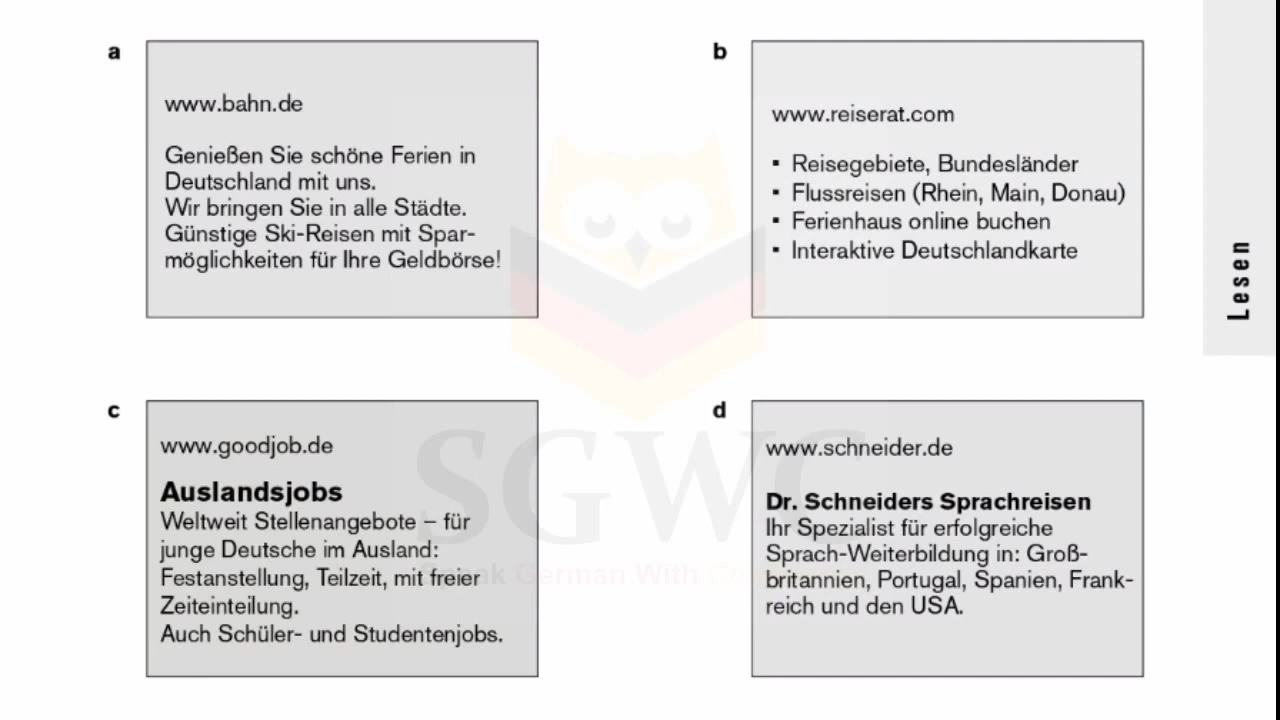 a
www.bahn.de
Genießen Sie schöne Ferien in
Deutschland mit uns.
Wir bringen Sie in alle Städte.
Günstige Ski-Reisen mit Spar-
möglichkeiten für Ihre Geldbörse!
b
www.reiserat.com
▪ Reisegebiete, Bundesländer
▪ Flussreisen (Rhein, Main, Donau)
▪ Ferienhaus online buchen
▪ Interaktive Deutschlandkarte
Lesen
c
www.goodjob.de
Auslandsjobs
Weltweit Stellenangebote – für
junge Deutsche im Ausland:
Festanstellung, Teilzeit, mit freier
Zeiteinteilung.
Auch Schüler- und Studentenjobs.
d
www.schneider.de
Dr. Schneiders Sprachreisen
Ihr Spezialist für erfolgreiche
Sprach-Weiterbildung in: Groß-
britannien, Portugal, Spanien, Frank-
reich und den USA.
SGWC
Speak German With